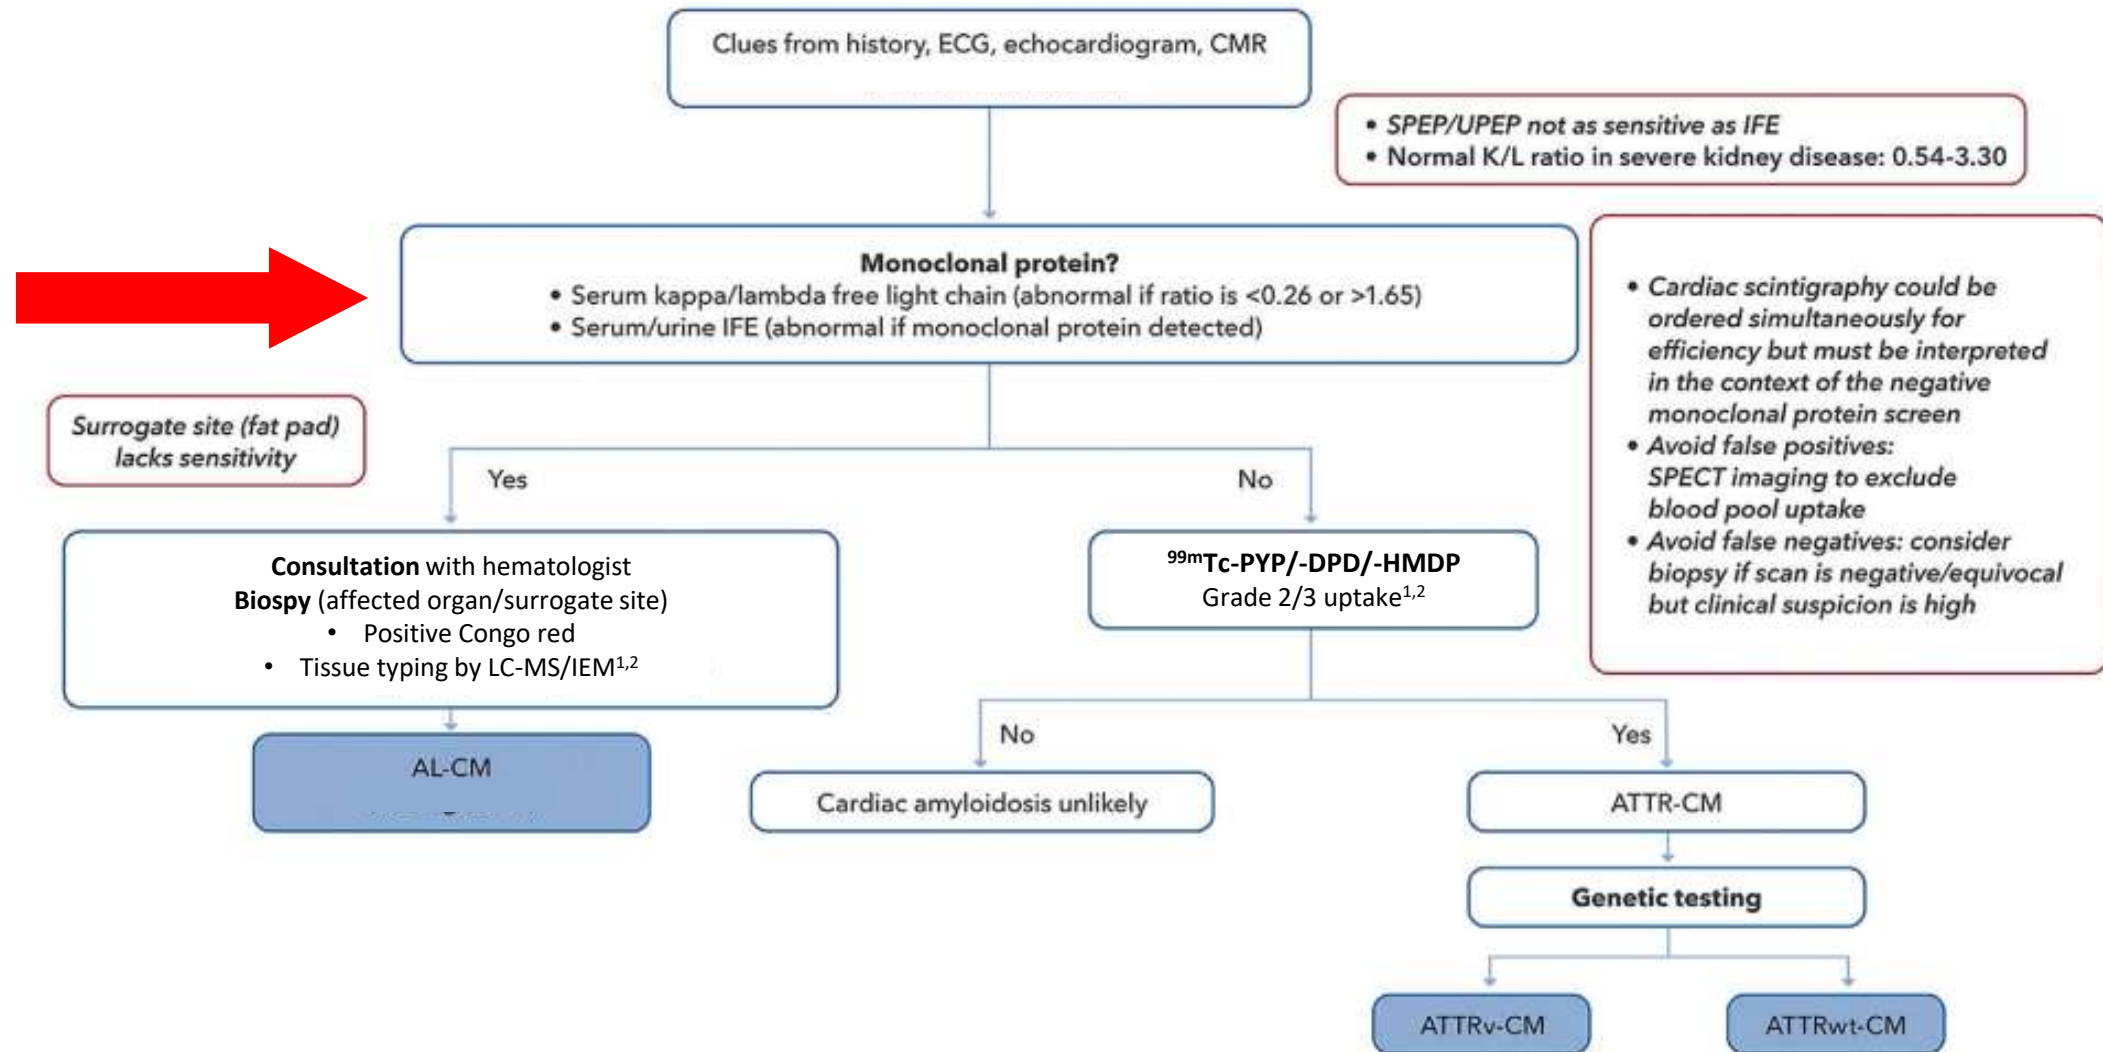 Clues from history, ECG, echocardiogram, CMR
• SPEP/UPEP not as sensitive as IFE
• Normal K/L ratio in severe kidney disease: 0.54-3.30
Monoclonal protein?
• Serum kappa/lambda free light chain (abnormal if ratio is <0.26 or >1.65)
• Serum/urine IFE (abnormal if monoclonal protein detected)
• Cardiac scintigraphy could be
ordered simultaneously for
efficiency but must be interpreted
in the context of the negative
monoclonal protein screen
• Avoid false positives:
SPECT imaging to exclude
blood pool uptake
• Avoid false negatives: consider
biopsy if scan is negative/equivocal
but clinical suspicion is high
Surrogate site (fat pad)
lacks sensitivity
Yes
No
Consultation with hematologist
Biospy (affected organ/surrogate site)
• Positive Congo red
• Tissue typing by LC-MS/IEM1,2
99mTc-PYP/-DPD/-HMDP
Grade 2/3 uptake1,2
No
Yes
AL-CM
Cardiac amyloidosis unlikely
ATTR-CM
Genetic testing
ATTRv-CM
ATTRwt-CM